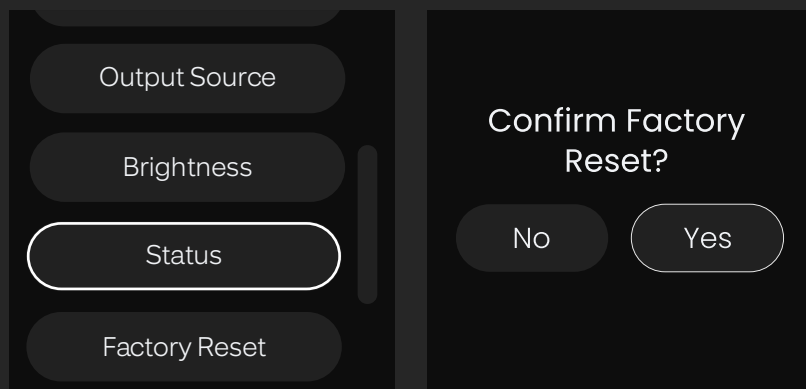 Output Source
Brightness
Status
Factory Reset
Confirm Factory
Reset?
No
Yes